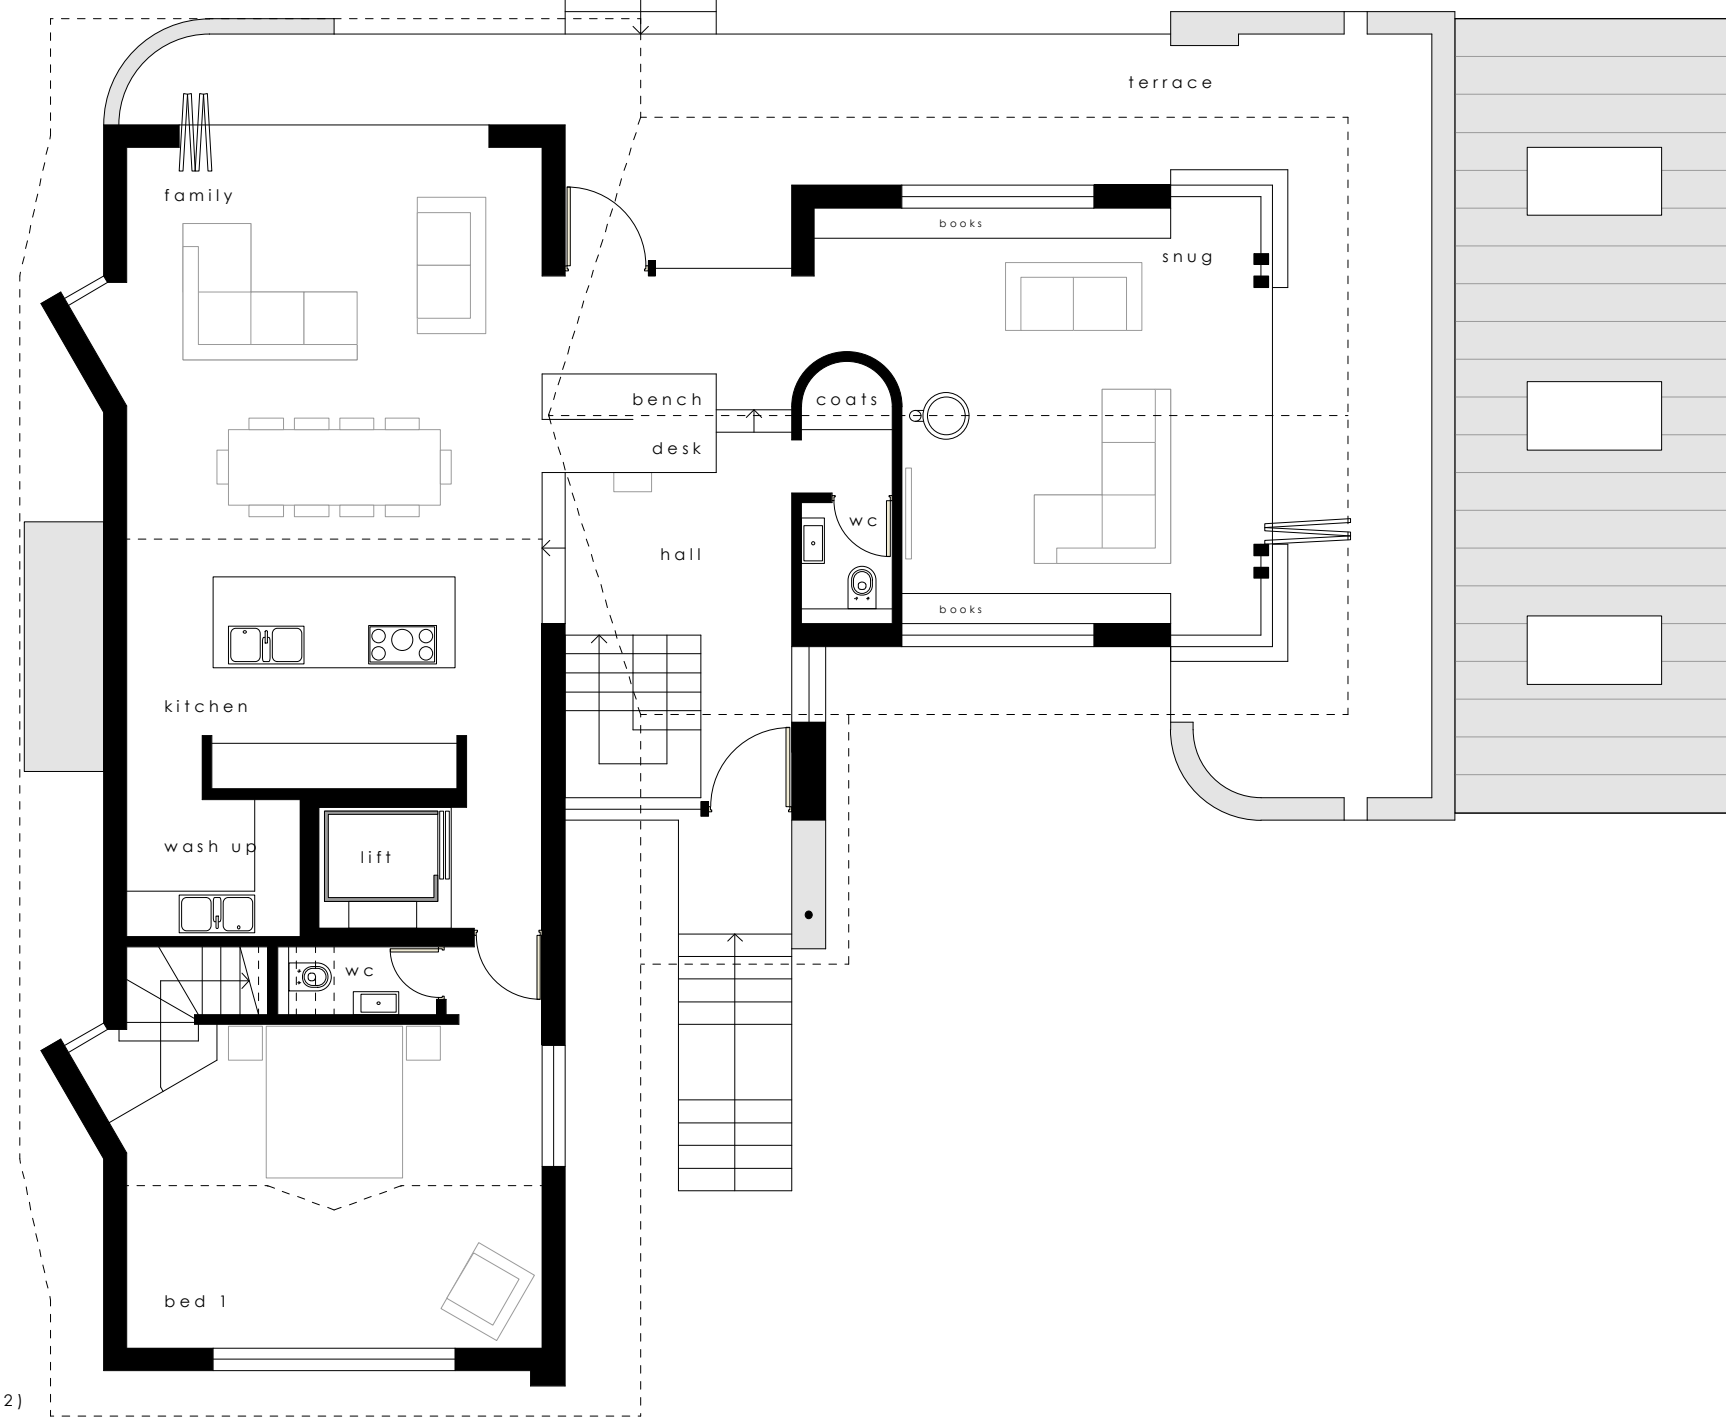 terrace
family
books
snug
bench
coats
desk
wc
hall
books
kitchen
wash up
lift
wc
bed 1
2)